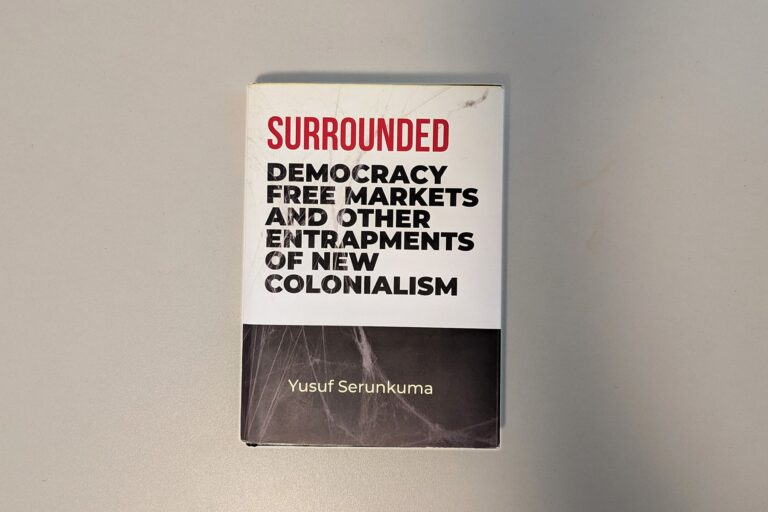 SURROUNDED
DEMOCRACY
FREE MARKETS
AND OTHER
ENTRAPMENTS
OF NEW
COLONIALISM
Yusuf Serunkuma